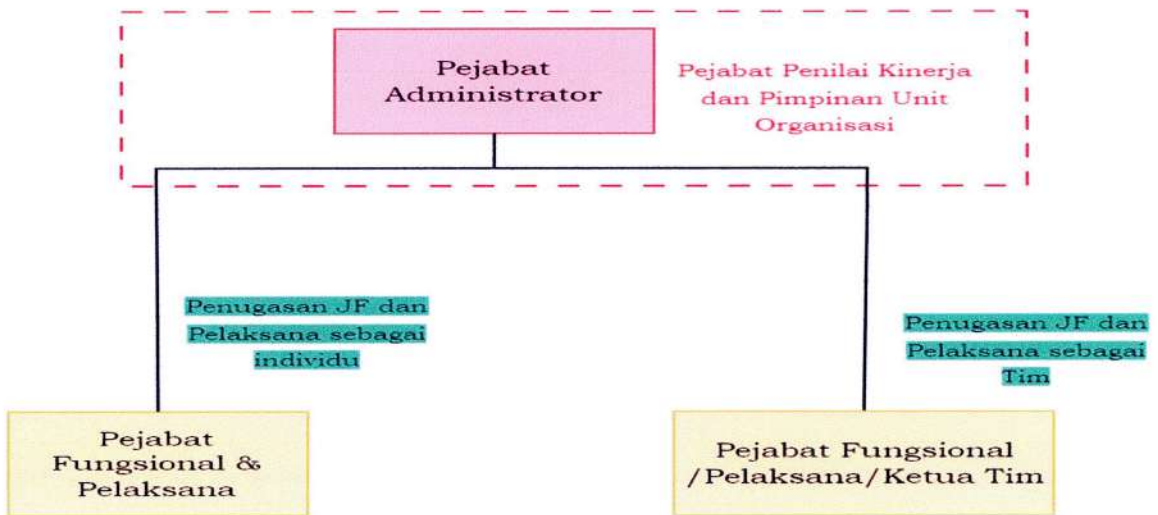 Pejabat
Administrator
Pejabat Penilai Kinerja
dan Pimpinan Unit
Organisasi
Penugasan JF dan
Pelaksana sebagai
individu
Penugasan JF dan
Pelaksana sebagai
Tim
Pejabat
Fungsional &
Pelaksana
Pejabat Fungsional
/Pelaksana/Ketua Tim